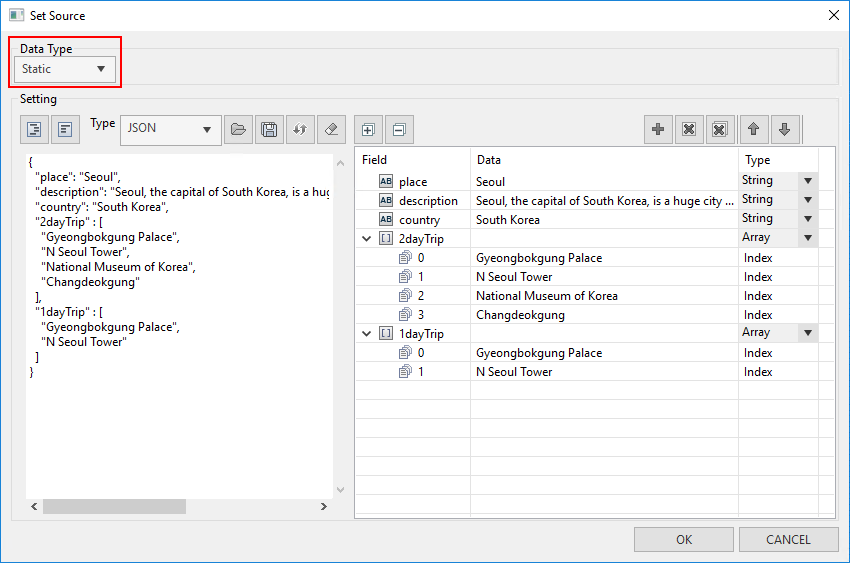 Set Source
Data Type
Static
Setting
Type JSON
{
"place": "Seoul",
"description": "Seoul, the capital of South Korea, is a hug
"country": "South Korea",
"2dayTrip" : [
"Gyeongbokgung Palace",
"N Seoul Tower",
"National Museum of Korea",
"Changdeokgung"
],
"1dayTrip" : [
"Gyeongbokgung Palace",
"N Seoul Tower"
]
}
Field Data Type
AB place Seoul String
AB description Seoul, the capital of South Korea, is a huge city ... String
AB country South Korea String
[ ] 2dayTrip Array
0 Gyeongbokgung Palace Index
1 N Seoul Tower Index
2 National Museum of Korea Index
3 Changdeokgung Index
[ ] 1dayTrip Array
0 Gyeongbokgung Palace Index
1 N Seoul Tower Index
OK CANCEL